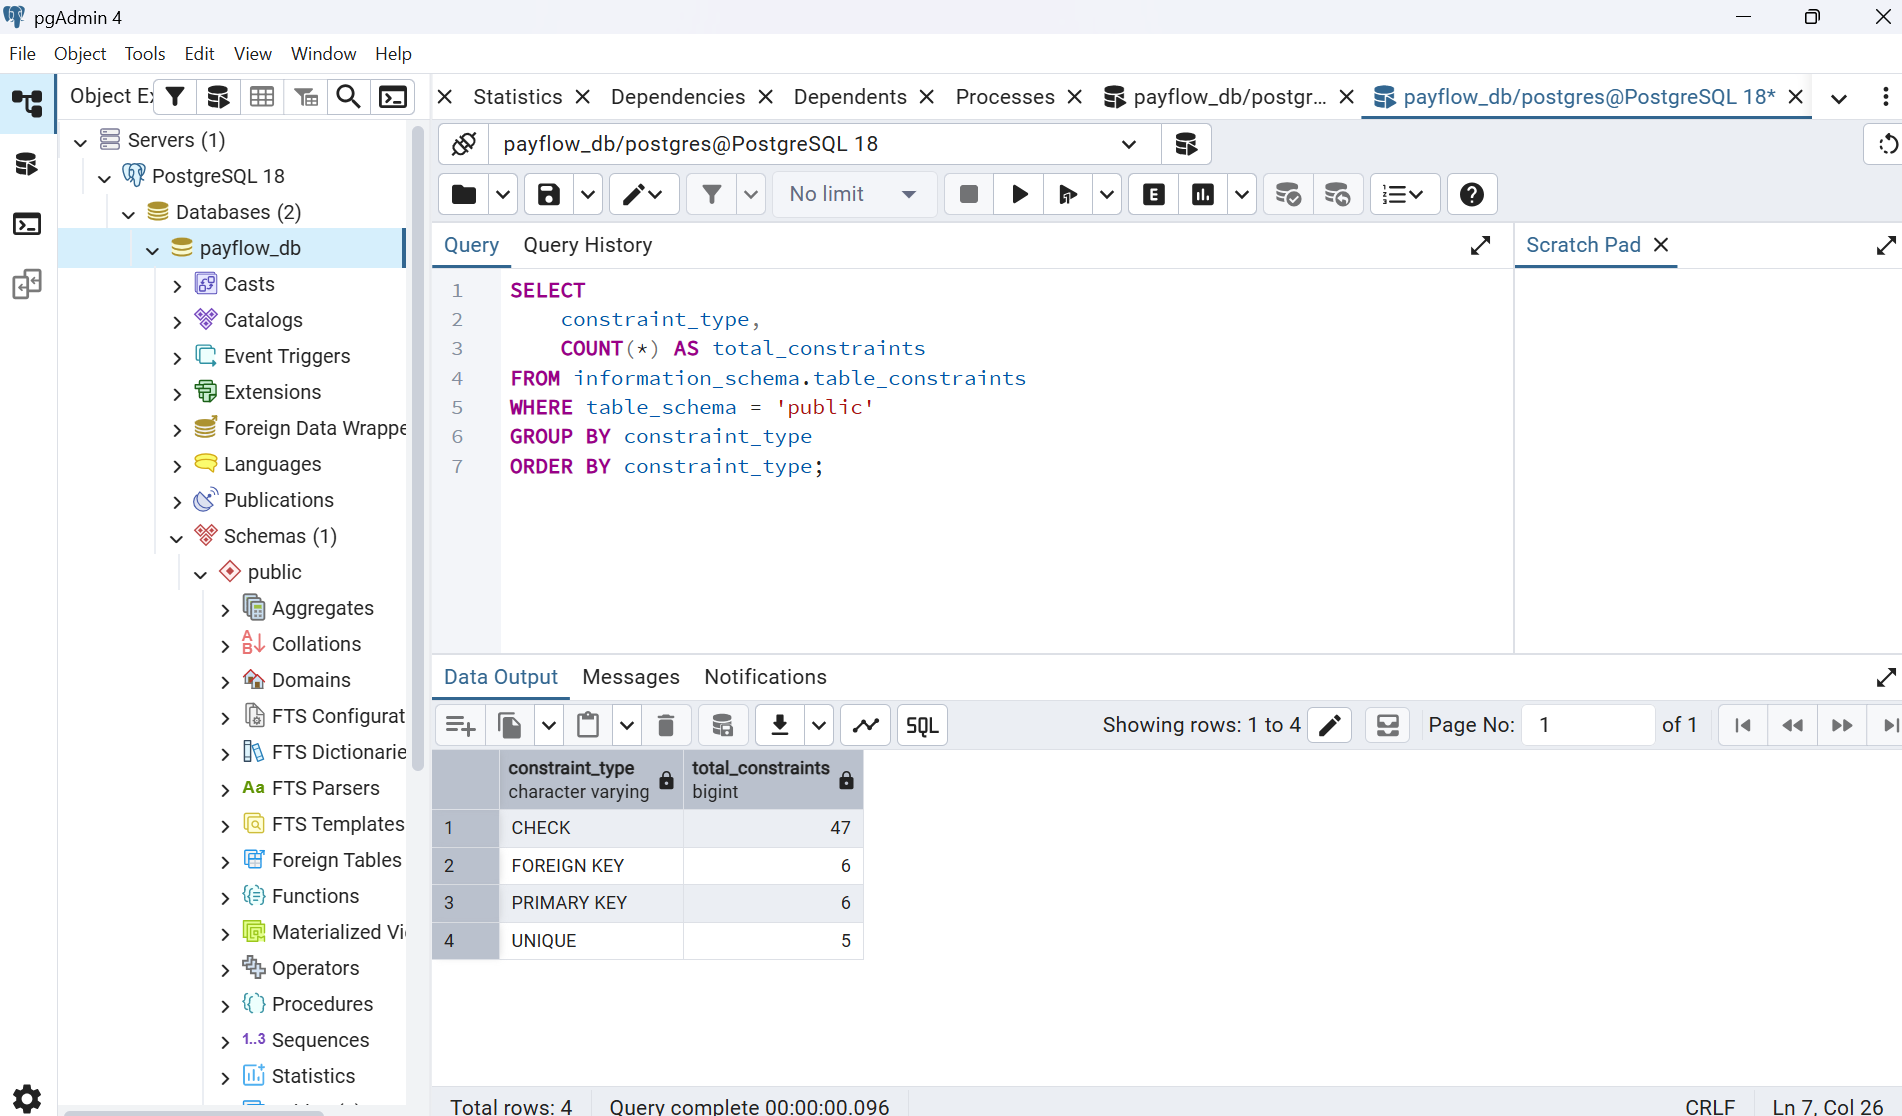 pgAdmin 4
File Object Tools Edit View Window Help
Object Ex
Statistics Dependencies Dependents Processes payflow_db/postgr... payflow_db/postgres@PostgreSQL 18*
Servers (1)
PostgreSQL 18
Databases (2)
payflow_db
Casts
Catalogs
Event Triggers
Extensions
Foreign Data Wrappe
Languages
Publications
Schemas (1)
public
Aggregates
Collations
Domains
FTS Configurat
FTS Dictionarie
Aa FTS Parsers
FTS Templates
Foreign Tables
Functions
Materialized Vi
Operators
Procedures
1..3 Sequences
Statistics
payflow_db/postgres@PostgreSQL 18
No limit
E
Query Query History
Scratch Pad
1 SELECT
2 constraint_type,
3 COUNT(*) AS total_constraints
4 FROM information_schema.table_constraints
5 WHERE table_schema = 'public'
6 GROUP BY constraint_type
7 ORDER BY constraint_type;
Data Output Messages Notifications
SQL
Showing rows: 1 to 4
Page No: 1 of 1
constraint_type total_constraints
character varying bigint
1 CHECK 47
2 FOREIGN KEY 6
3 PRIMARY KEY 6
4 UNIQUE 5
Total rows: 4 Query complete 00:00:00.096 CRLF Ln 7, Col 26